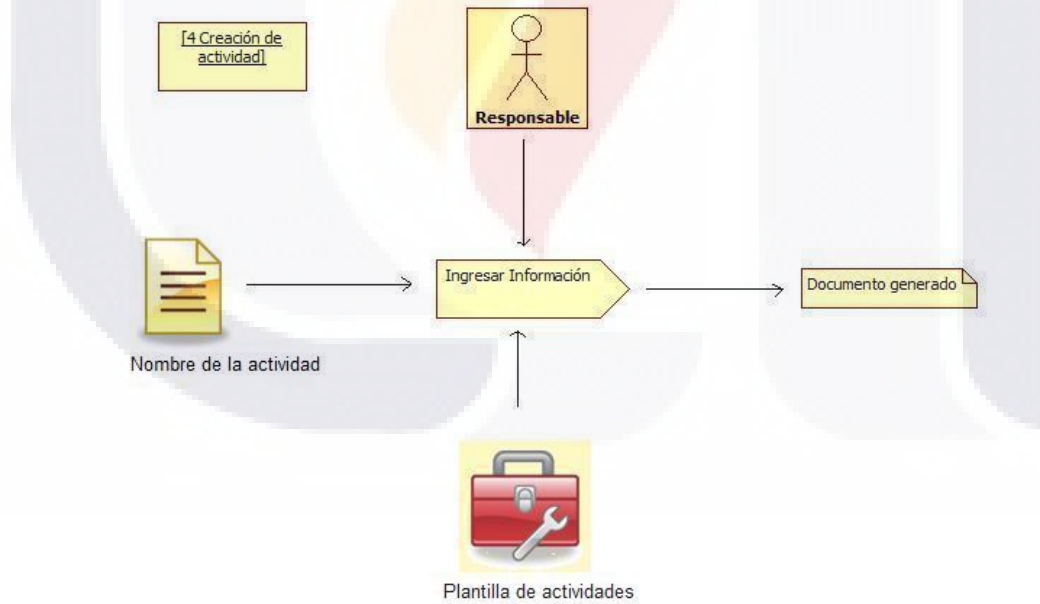 [4 Creación de
actividad]
Responsable
Ingresar Información
Documento generado
Nombre de la actividad
Plantilla de actividades